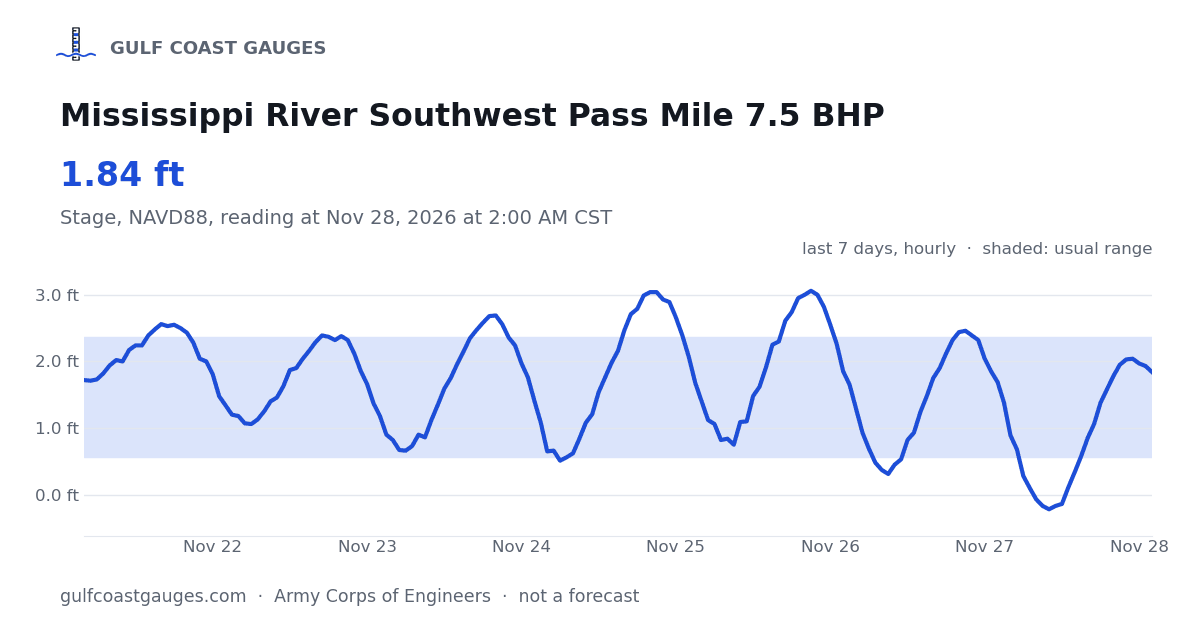 GULF COAST GAUGES
Mississippi River Southwest Pass Mile 7.5 BHP
1.84 ft
Stage, NAVD88, reading at Nov 28, 2026 at 2:00 AM CST
last 7 days, hourly · shaded: usual range
3.0 ft
2.0 ft
1.0 ft
0.0 ft
Nov 22 Nov 23 Nov 24 Nov 25 Nov 26 Nov 27 Nov 28
gulfcoastgauges.com · Army Corps of Engineers · not a forecast